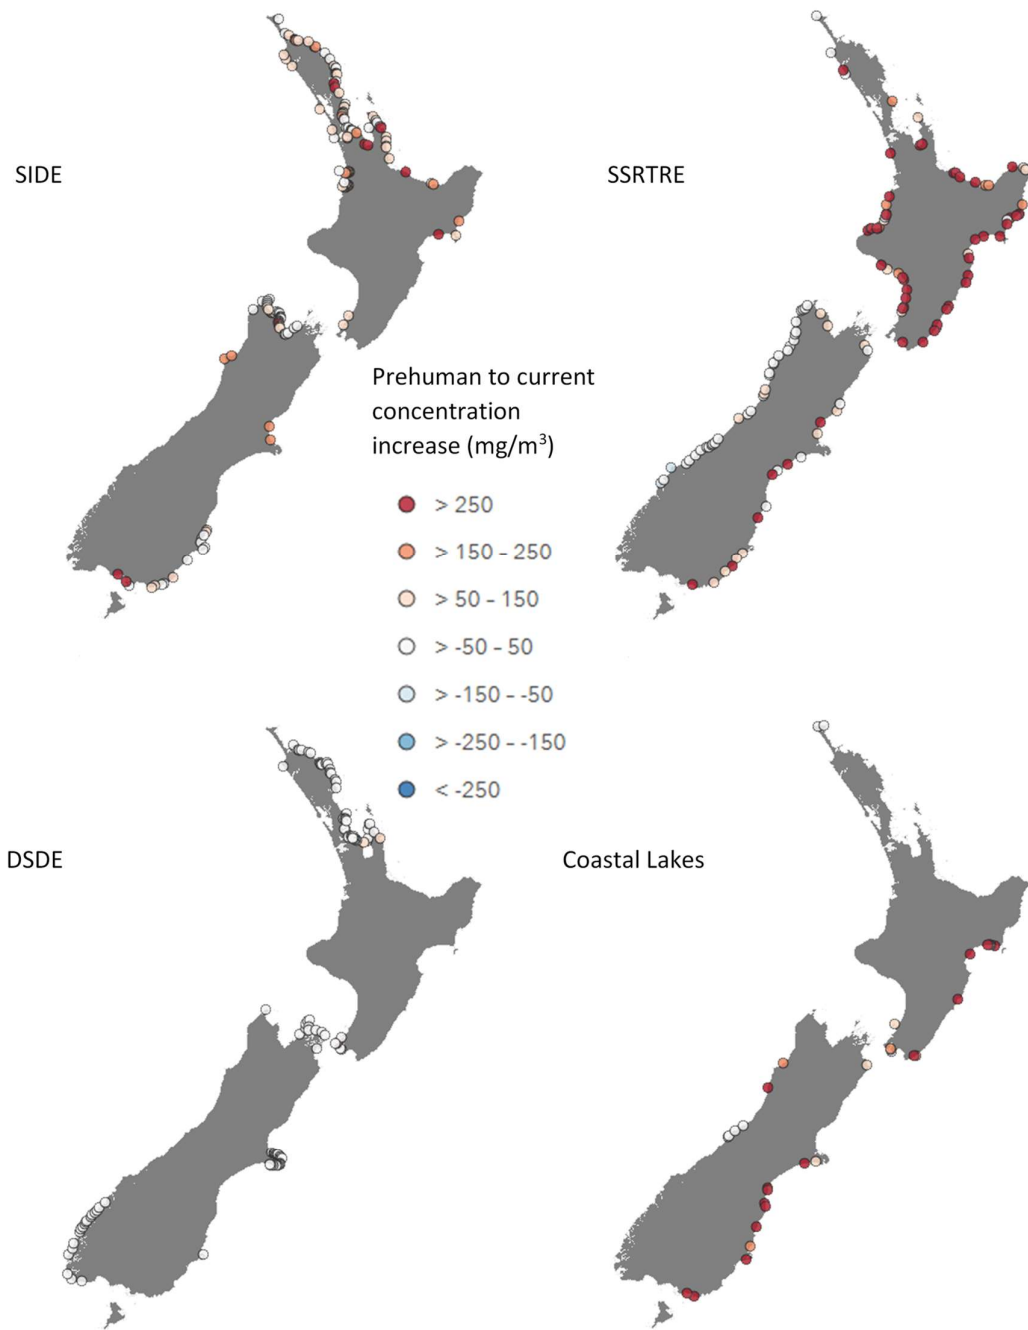 SIDE
SSRTRE
Prehuman to current
concentration
increase (mg/m³)
> 250
> 150 - 250
> 50 - 150
> -50 - 50
> -150 - -50
> -250 - -150
< -250
DSDE
Coastal Lakes